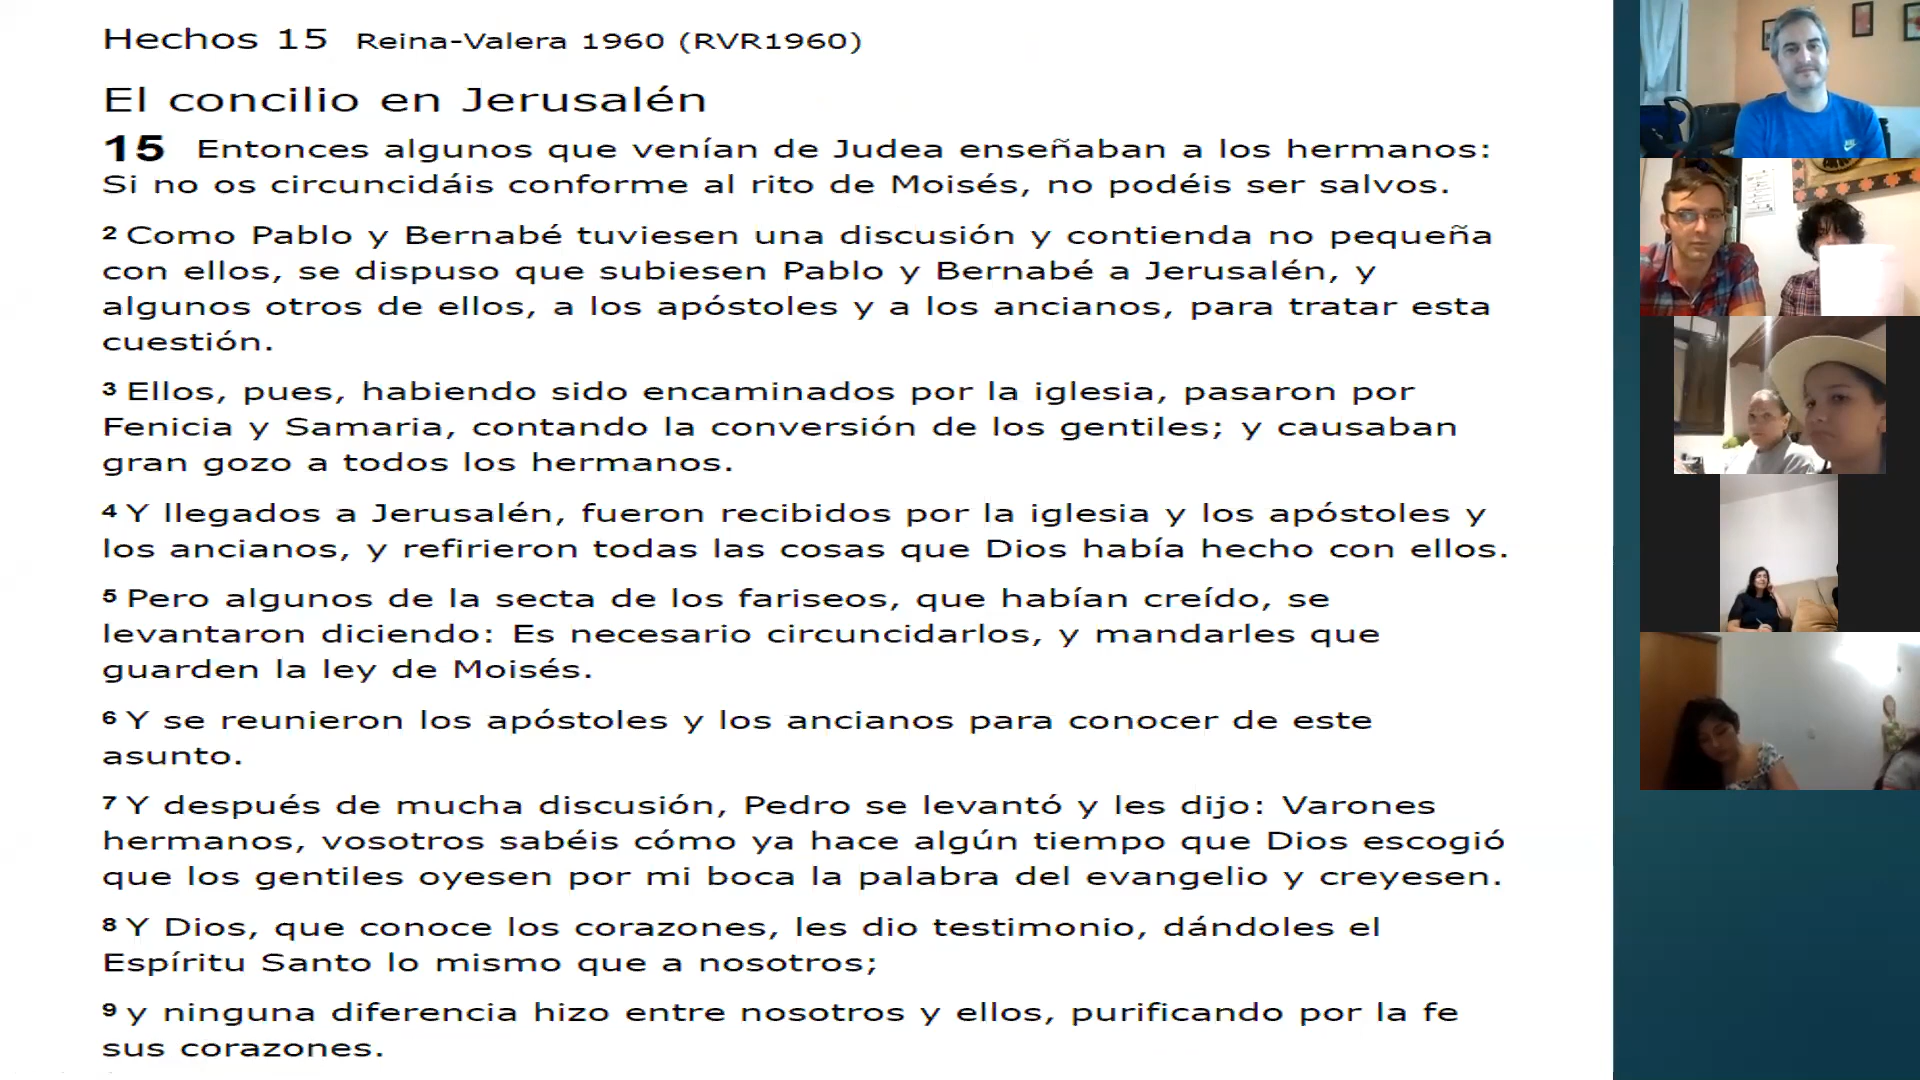 Hechos 15 Reina-Valera 1960 (RVR1960)
El concilio en Jerusalén
15 Entonces algunos que venían de Judea enseñaban a los hermanos:
Si no os circuncidáis conforme al rito de Moisés, no podéis ser salvos.
2 Como Pablo y Bernabé tuviesen una discusión y contienda no pequeña
con ellos, se dispuso que subiesen Pablo y Bernabé a Jerusalén, y
algunos otros de ellos, a los apóstoles y a los ancianos, para tratar esta
cuestión.
3 Ellos, pues, habiendo sido encaminados por la iglesia, pasaron por
Fenicia y Samaria, contando la conversión de los gentiles; y causaban
gran gozo a todos los hermanos.
4 Y llegados a Jerusalén, fueron recibidos por la iglesia y los apóstoles y
los ancianos, y refirieron todas las cosas que Dios había hecho con ellos.
5 Pero algunos de la secta de los fariseos, que habían creído, se
levantaron diciendo: Es necesario circuncidarlos, y mandarles que
guarden la ley de Moisés.
6 Y se reunieron los apóstoles y los ancianos para conocer de este
asunto.
7 Y después de mucha discusión, Pedro se levantó y les dijo: Varones
hermanos, vosotros sabéis cómo ya hace algún tiempo que Dios escogió
que los gentiles oyesen por mi boca la palabra del evangelio y creyesen.
8 Y Dios, que conoce los corazones, les dio testimonio, dándoles el
Espíritu Santo lo mismo que a nosotros;
9 y ninguna diferencia hizo entre nosotros y ellos, purificando por la fe
sus corazones.